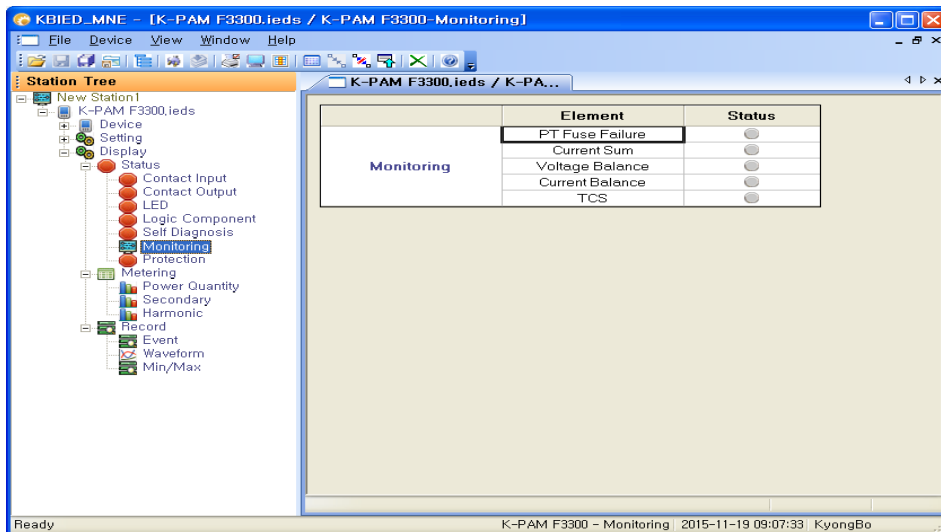 KBIED_MNE - [K-PAM F3300.ieds / K-PAM F3300-Monitoring]
File Device View Window Help
Station Tree
New Station1
K-PAM F3300.ieds
Device
Setting
Display
Status
Contact Input
Contact Output
LED
Logic Component
Self Diagnosis
Monitoring
Protection
Metering
Power Quantity
Secondary
Harmonic
Record
Event
Waveform
Min/Max
K-PAM F3300.ieds / K-PA...
Element Status
Monitoring
PT Fuse Failure
Current Sum
Voltage Balance
Current Balance
TCS
Ready
K-PAM F3300 - Monitoring 2015-11-19 09:07:33 KyongBo